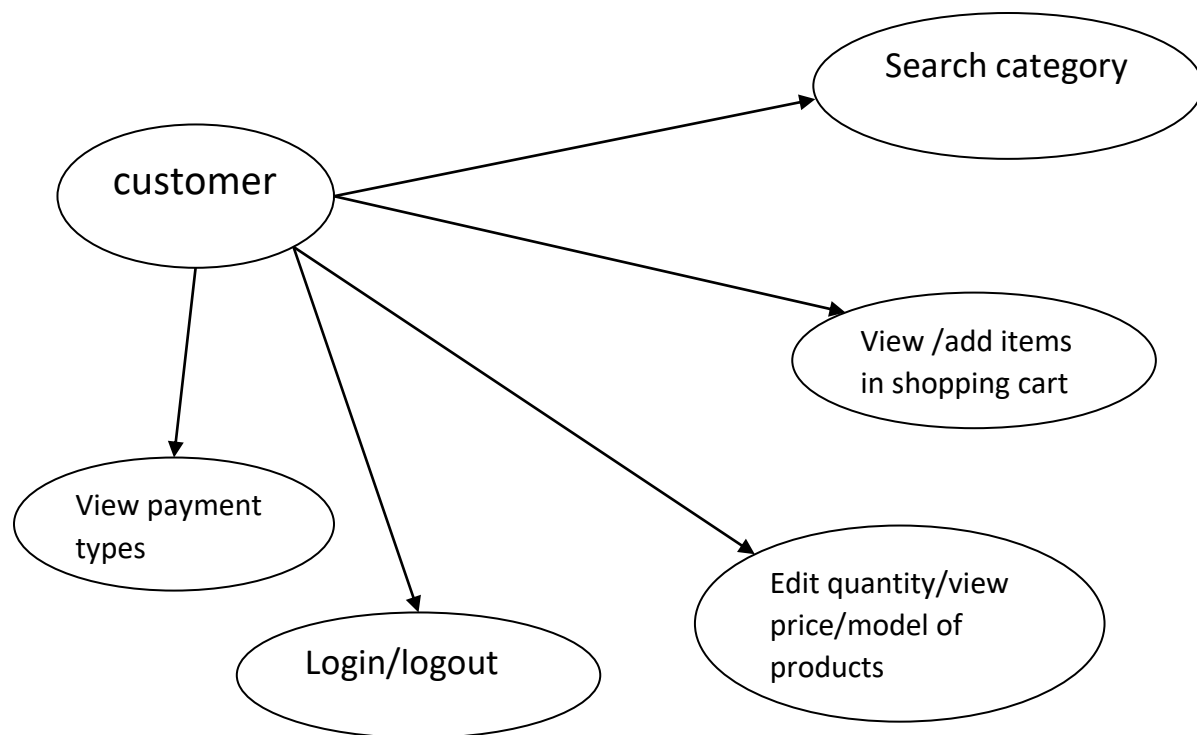 Search category
customer
View /add items
in shopping cart
View payment
types
Edit quantity/view
price/model of
products
Login/logout